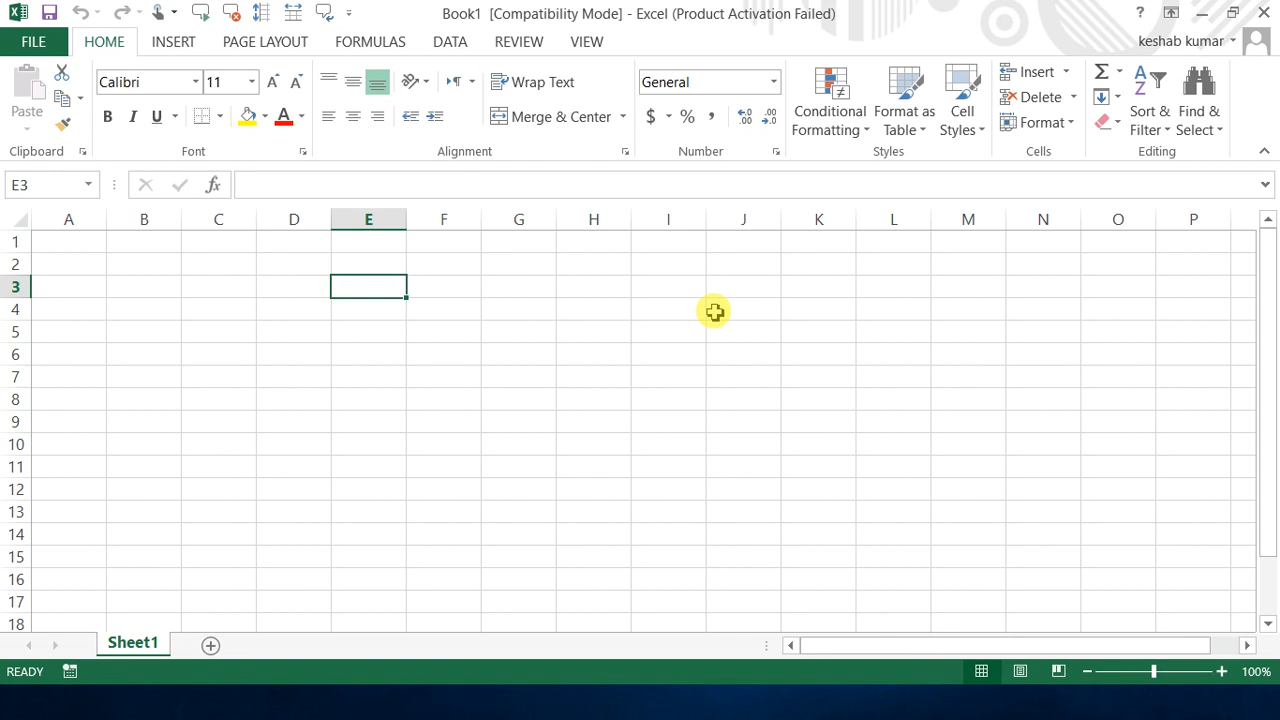 Book1 [Compatibility Mode] - Excel (Product Activation Failed)
?
FILE HOME INSERT PAGE LAYOUT FORMULAS DATA REVIEW VIEW keshab kumar
Paste
Clipboard
Calibri 11
B I U A
Font
Wrap Text
Merge & Center
Alignment
General
$ % ,
Number
Conditional Formatting
Format as Table
Cell Styles
Styles
Insert
Delete
Format
Cells
Sort & Filter
Find & Select
Editing
E3 fx
A B C D E F G H I J K L M N O P
1
2
3
4
5
6
7
8
9
10
11
12
13
14
15
16
17
18
Sheet1
READY 100%